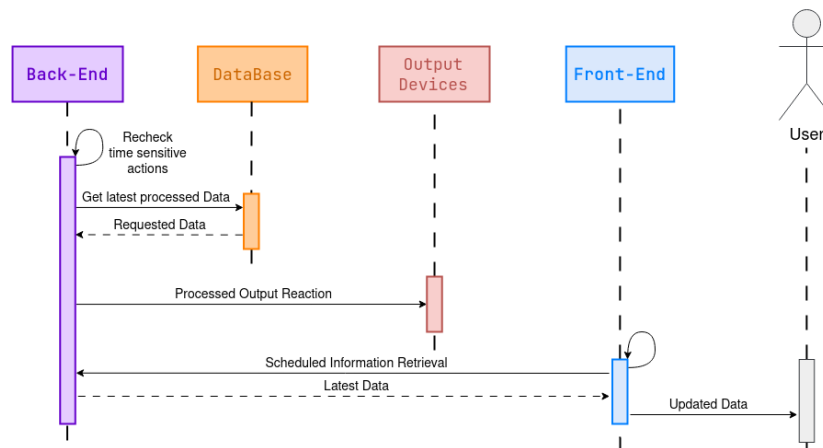 Back-End
DataBase
Output
Devices
Front-End
User
Recheck
time sensitive
actions
Get latest processed Data
Requested Data
Processed Output Reaction
Scheduled Information Retrieval
Latest Data
Updated Data